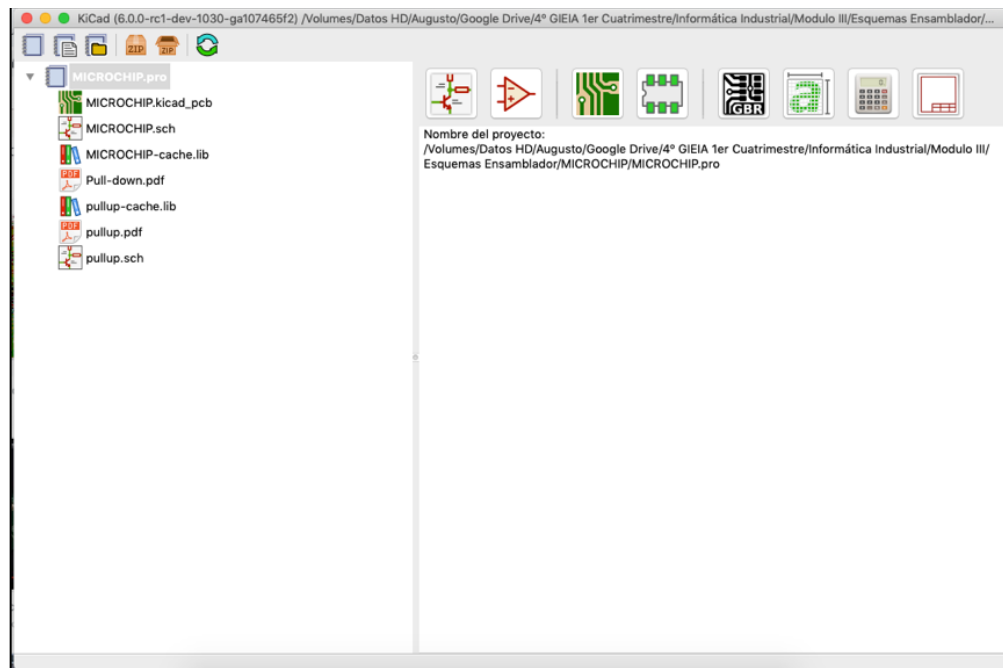 KiCad (6.0.0-rc1-dev-1030-ga107465f2) /Volumes/Datos HD/Augusto/Google Drive/4º GIEIA 1er Cuatrimestre/Informática Industrial/Modulo III/Esquemas Ensamblador/...
ZIP ZIP
MICROCHIP.pro
MICROCHIP.kicad_pcb
MICROCHIP.sch
MICROCHIP-cache.lib
PDF Pull-down.pdf
pullup-cache.lib
PDF pullup.pdf
pullup.sch
GBR a
Nombre del proyecto:
/Volumes/Datos HD/Augusto/Google Drive/4º GIEIA 1er Cuatrimestre/Informática Industrial/Modulo III/
Esquemas Ensamblador/MICROCHIP/MICROCHIP.pro